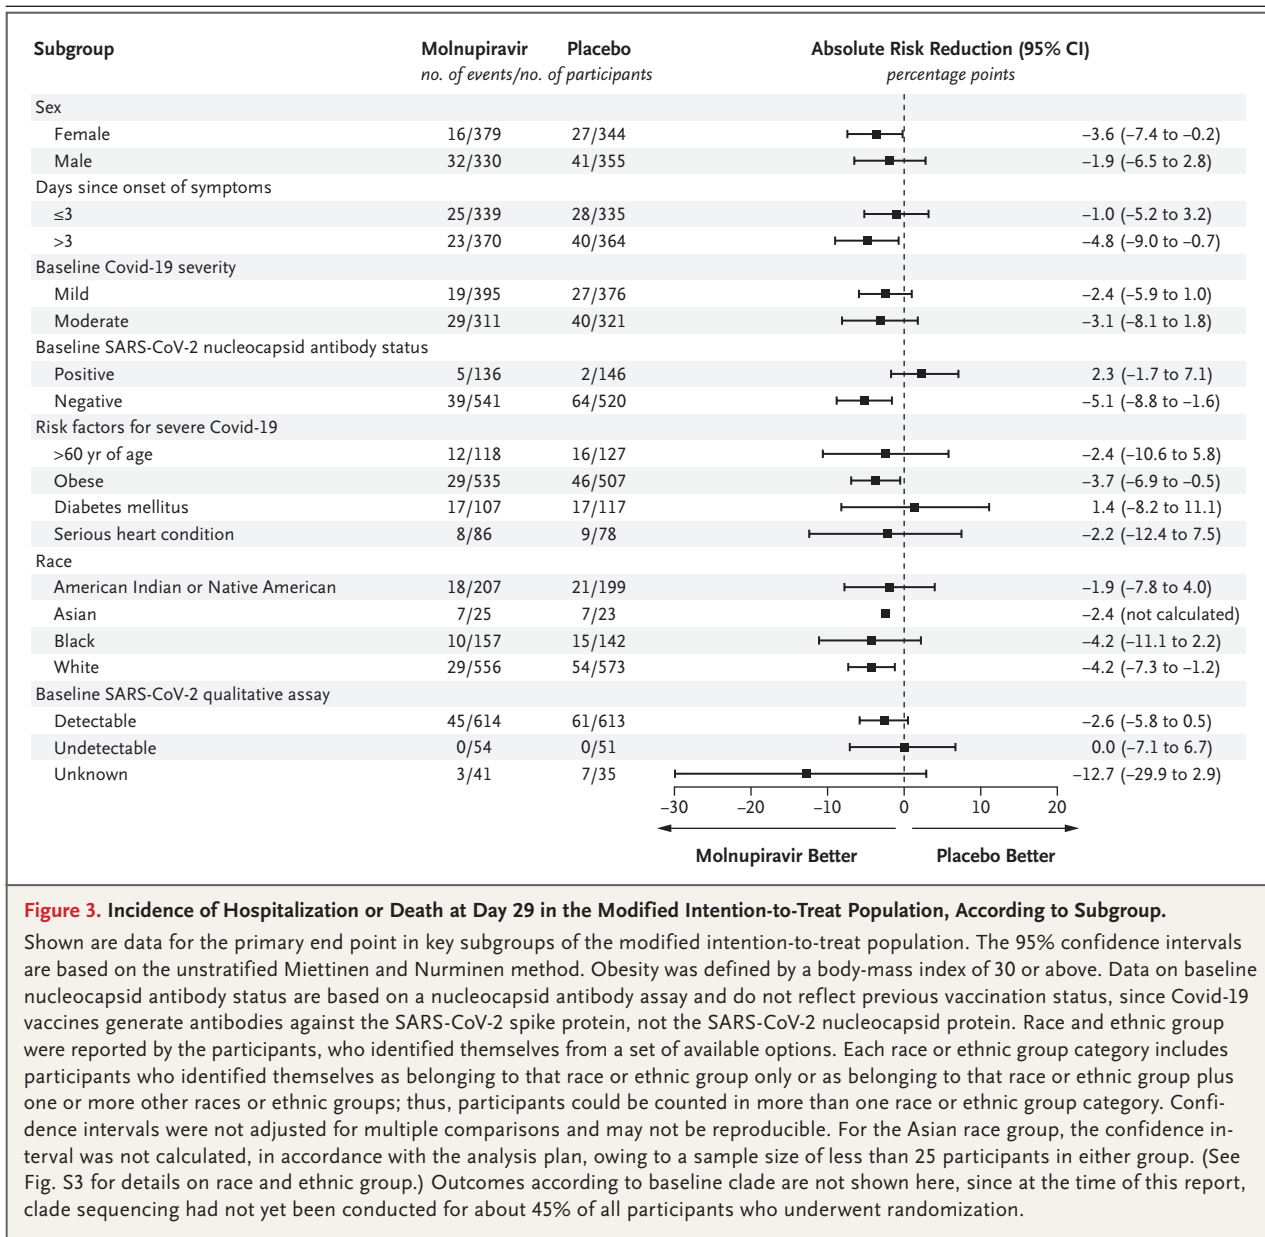 Subgroup Molnupiravir Placebo Absolute Risk Reduction (95% CI)
no. of events/no. of participants percentage points
Sex
Female 16/379 27/344 –3.6 (–7.4 to –0.2)
Male 32/330 41/355 –1.9 (–6.5 to 2.8)
Days since onset of symptoms
≤3 25/339 28/335 –1.0 (–5.2 to 3.2)
>3 23/370 40/364 –4.8 (–9.0 to –0.7)
Baseline Covid-19 severity
Mild 19/395 27/376 –2.4 (–5.9 to 1.0)
Moderate 29/311 40/321 –3.1 (–8.1 to 1.8)
Baseline SARS-CoV-2 nucleocapsid antibody status
Positive 5/136 2/146 2.3 (–1.7 to 7.1)
Negative 39/541 64/520 –5.1 (–8.8 to –1.6)
Risk factors for severe Covid-19
>60 yr of age 12/118 16/127 –2.4 (–10.6 to 5.8)
Obese 29/535 46/507 –3.7 (–6.9 to –0.5)
Diabetes mellitus 17/107 17/117 1.4 (–8.2 to 11.1)
Serious heart condition 8/86 9/78 –2.2 (–12.4 to 7.5)
Race
American Indian or Native American 18/207 21/199 –1.9 (–7.8 to 4.0)
Asian 7/25 7/23 –2.4 (not calculated)
Black 10/157 15/142 –4.2 (–11.1 to 2.2)
White 29/556 54/573 –4.2 (–7.3 to –1.2)
Baseline SARS-CoV-2 qualitative assay
Detectable 45/614 61/613 –2.6 (–5.8 to 0.5)
Undetectable 0/54 0/51 0.0 (–7.1 to 6.7)
Unknown 3/41 7/35 –12.7 (–29.9 to 2.9)
–30 –20 –10 0 10 20
Molnupiravir Better Placebo Better
Figure 3. Incidence of Hospitalization or Death at Day 29 in the Modified Intention-to-Treat Population, According to Subgroup.
Shown are data for the primary end point in key subgroups of the modified intention-to-treat population. The 95% confidence intervals
are based on the unstratified Miettinen and Nurminen method. Obesity was defined by a body-mass index of 30 or above. Data on baseline
nucleocapsid antibody status are based on a nucleocapsid antibody assay and do not reflect previous vaccination status, since Covid-19
vaccines generate antibodies against the SARS-CoV-2 spike protein, not the SARS-CoV-2 nucleocapsid protein. Race and ethnic group
were reported by the participants, who identified themselves from a set of available options. Each race or ethnic group category includes
participants who identified themselves as belonging to that race or ethnic group only or as belonging to that race or ethnic group plus
one or more other races or ethnic groups; thus, participants could be counted in more than one race or ethnic group category. Confi-
dence intervals were not adjusted for multiple comparisons and may not be reproducible. For the Asian race group, the confidence in-
terval was not calculated, in accordance with the analysis plan, owing to a sample size of less than 25 participants in either group. (See
Fig. S3 for details on race and ethnic group.) Outcomes according to baseline clade are not shown here, since at the time of this report,
clade sequencing had not yet been conducted for about 45% of all participants who underwent randomization.